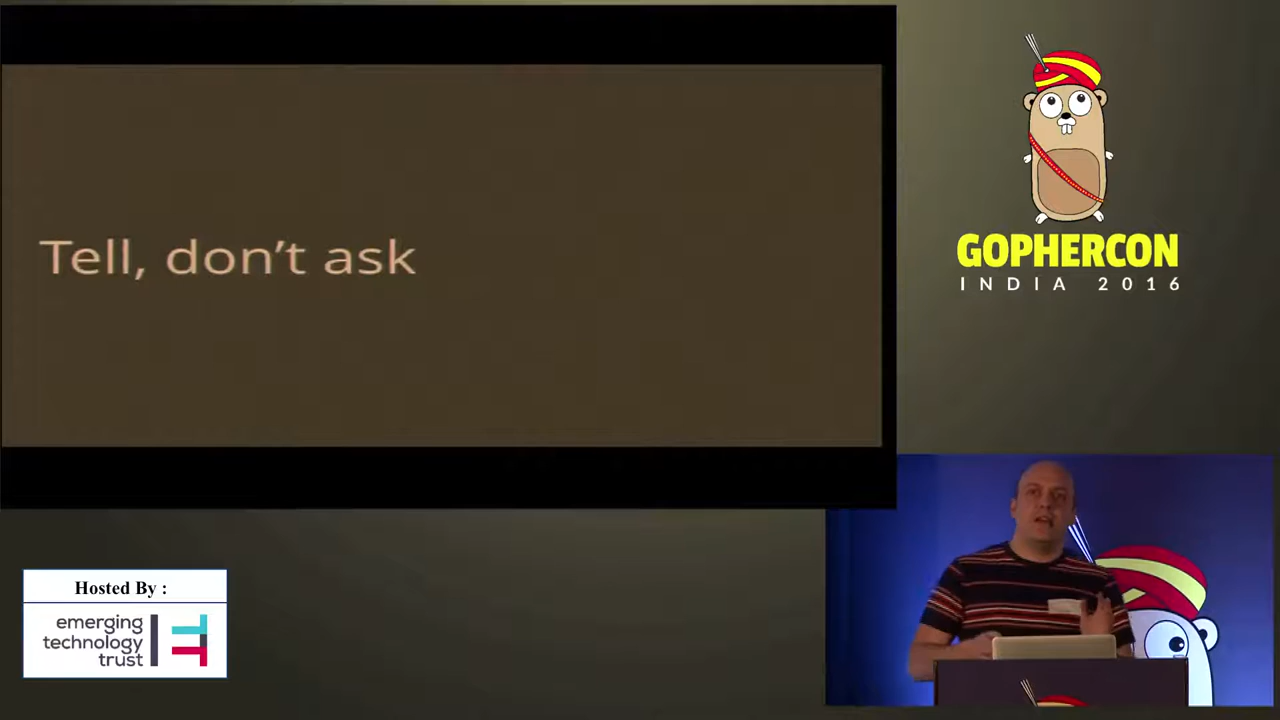 Tell, don’t ask
GOPHERCON
INDIA 2016
Hosted By :
emerging
technology
trust